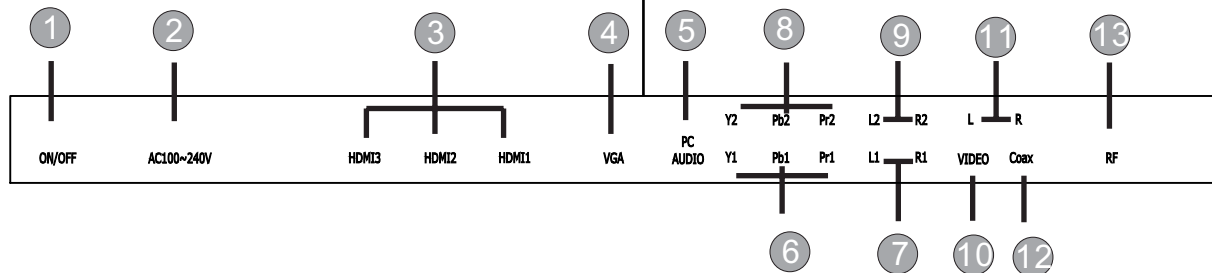 1 2 3 4 5 8 9 11 13
Y2 Pb2 Pr2 L2 R2 L R
ON/OFF AC100~240V HDMI3 HDMI2 HDMI1 VGA PC AUDIO Y1 Pb1 Pr1 L1 R1 VIDEO Coax RF
6 7 10 12